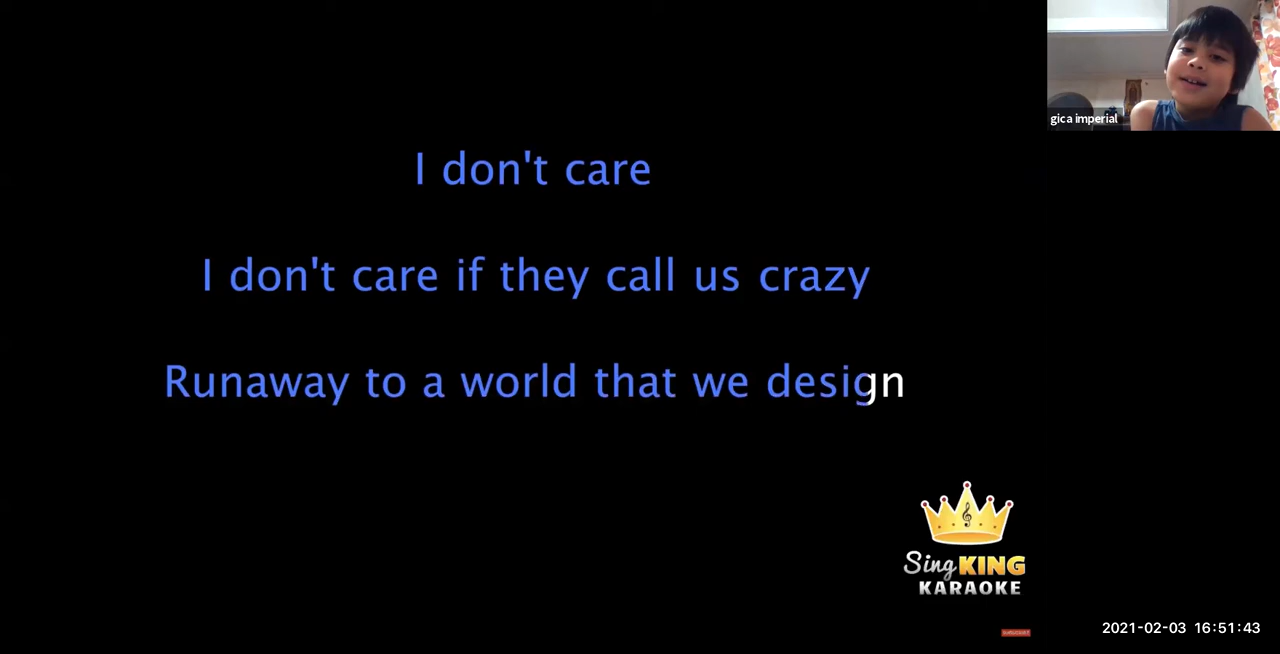 gica imperial
I don't care
I don't care if they call us crazy
Runaway to a world that we design
Sing KING
KARAOKE
2021-02-03 16:51:43